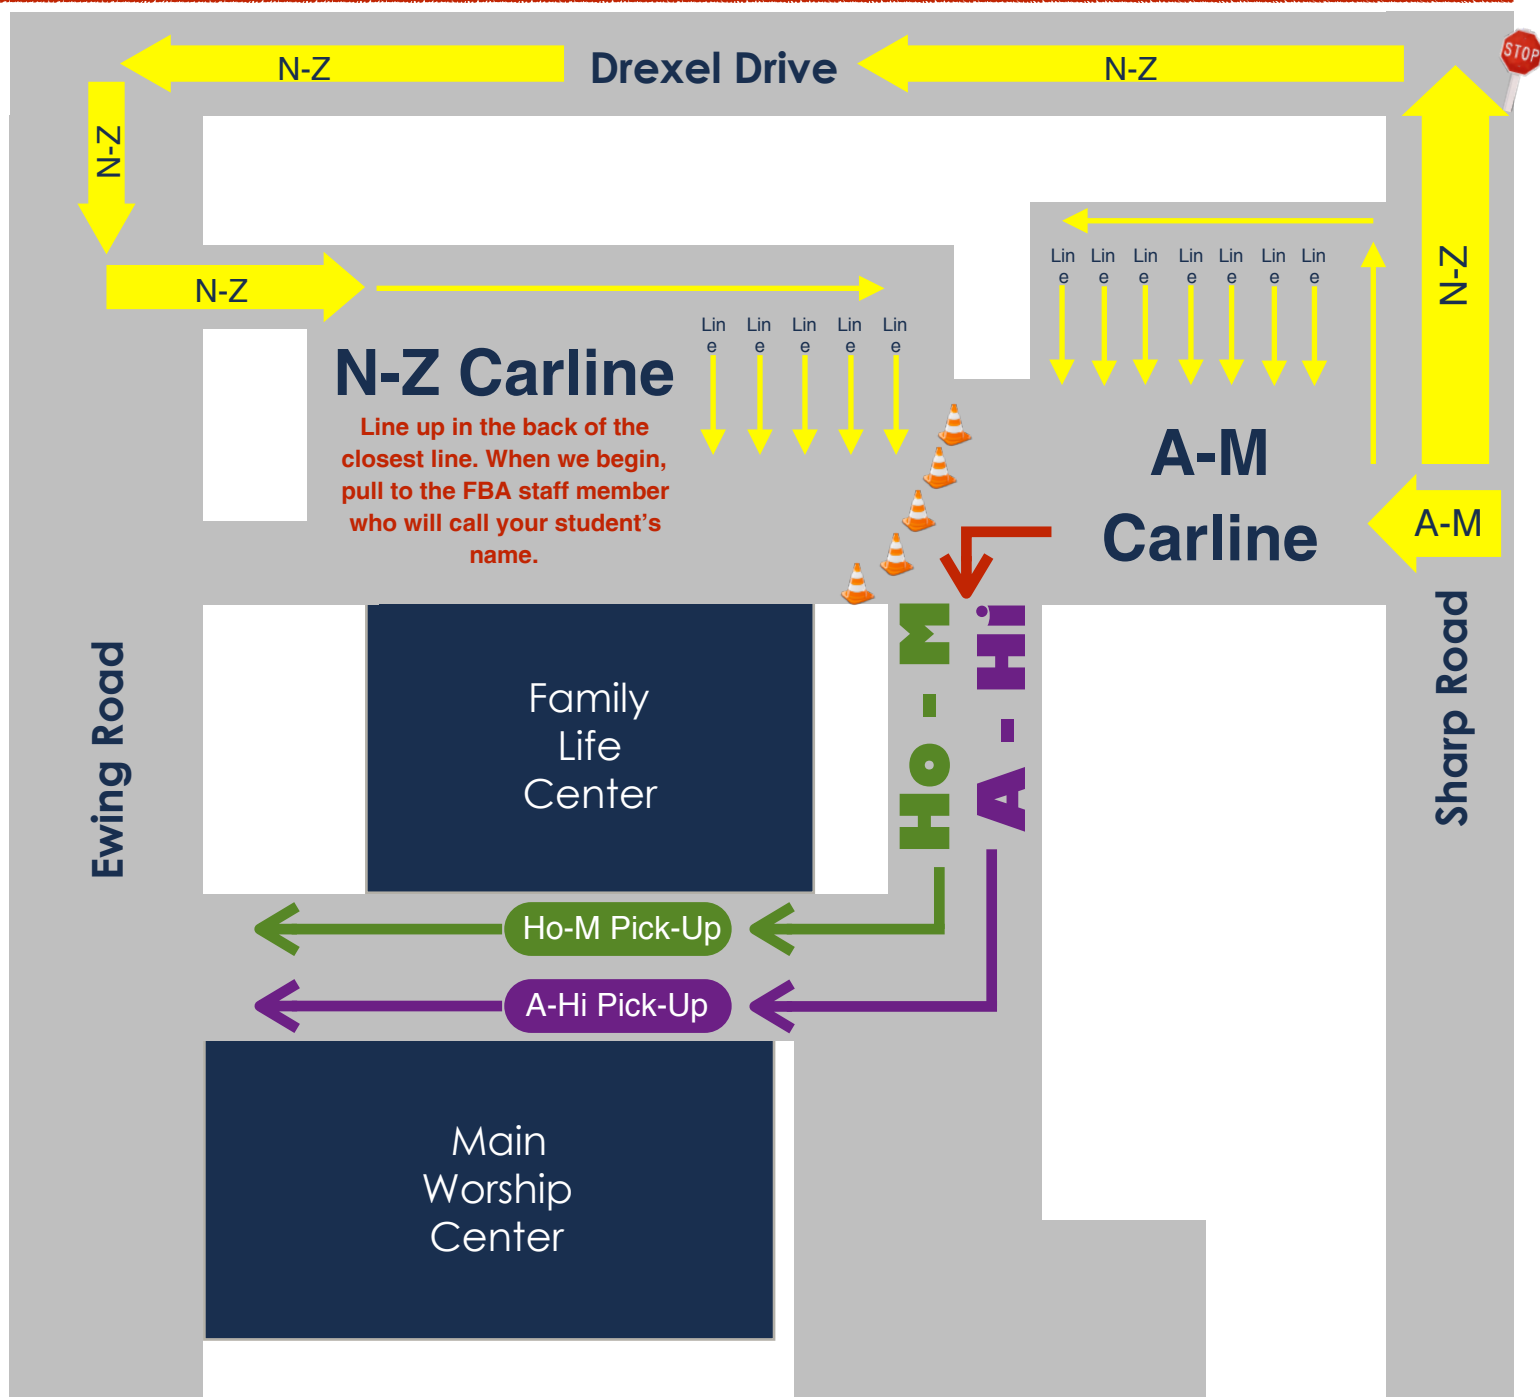 N-Z
Drexel Drive
N-Z
STOP
N-Z
N-Z
N-Z
Lin
e
Lin
e
Lin
e
Lin
e
Lin
e
Lin
e
Lin
e
Lin
e
Lin
e
Lin
e
Lin
e
Lin
e
N-Z Carline
Line up in the back of the
closest line. When we begin,
pull to the FBA staff member
who will call your student’s
name.
A-M
Carline
A-M
Ewing Road
Family
Life
Center
Ho - M
A - Hi
Sharp Road
Ho-M Pick-Up
A-Hi Pick-Up
Main
Worship
Center